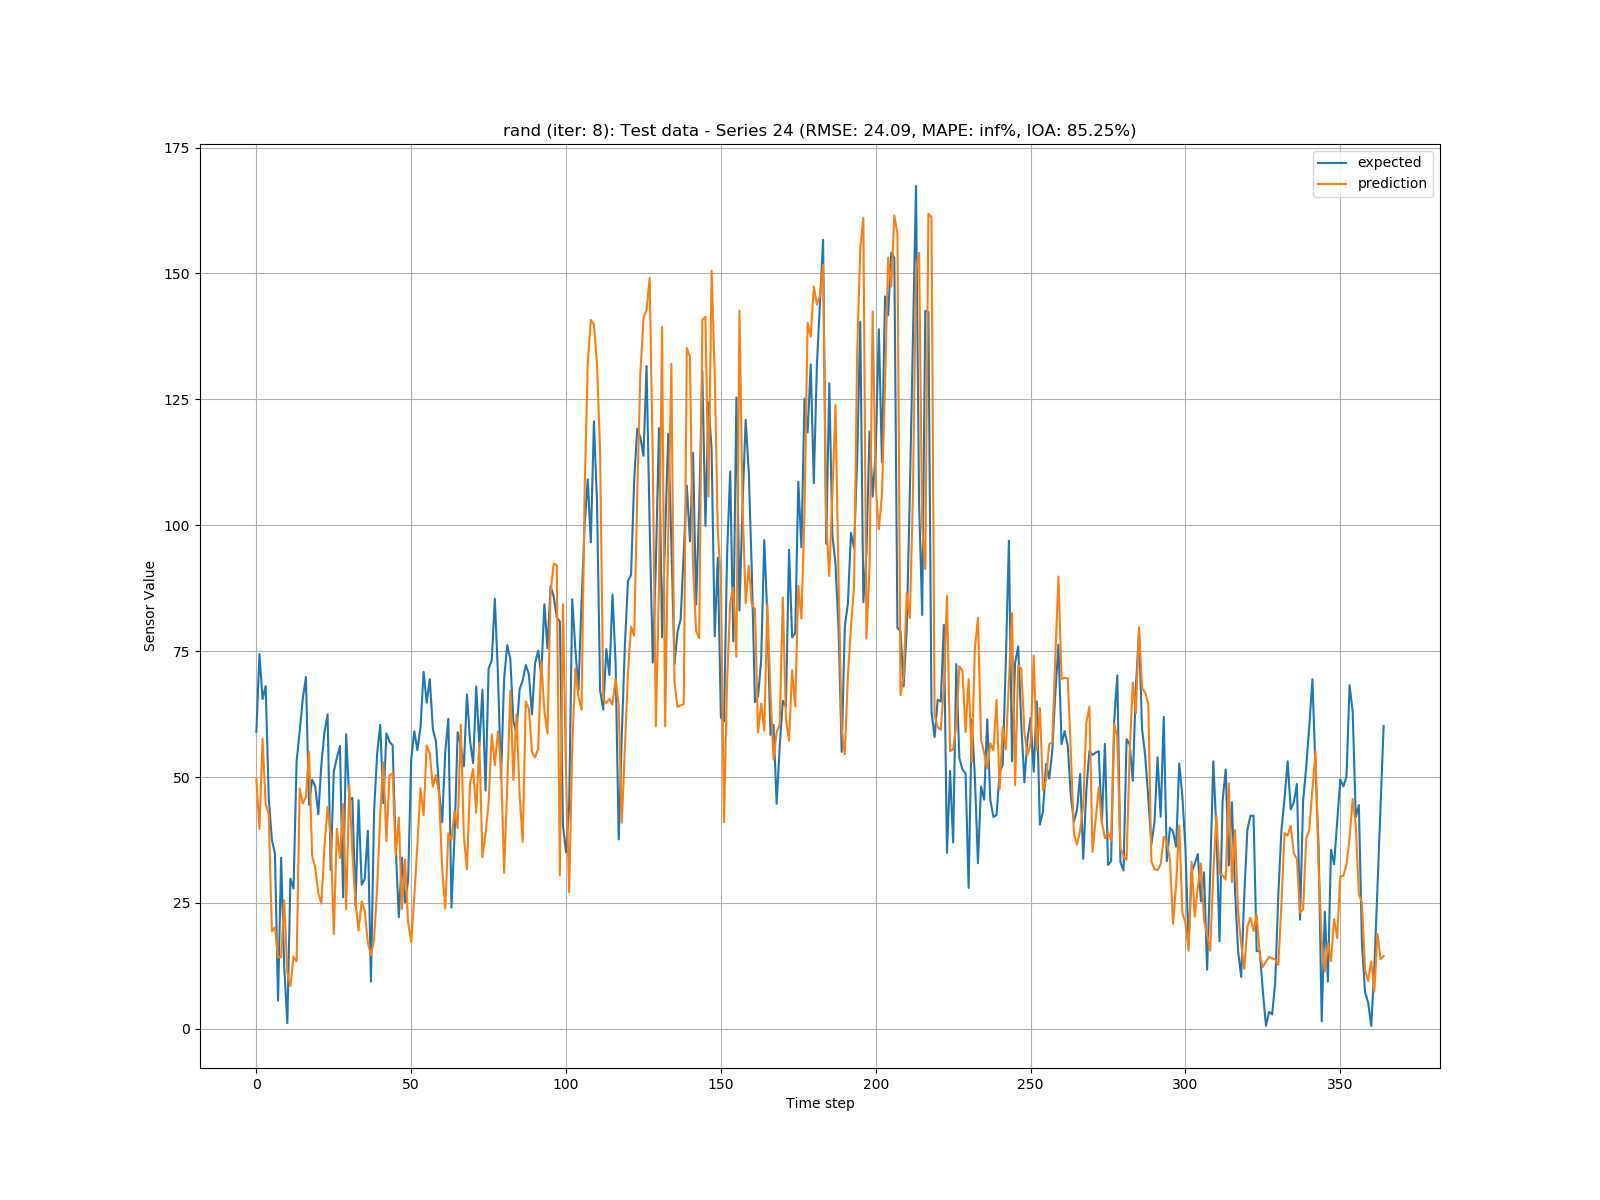 rand (iter: 8): Test data - Series 24 (RMSE: 24.09, MAPE: inf%, IOA: 85.25%)
expected
prediction
175
150
125
100
75
50
25
0
Sensor Value
0 50 100 150 200 250 300 350
Time step